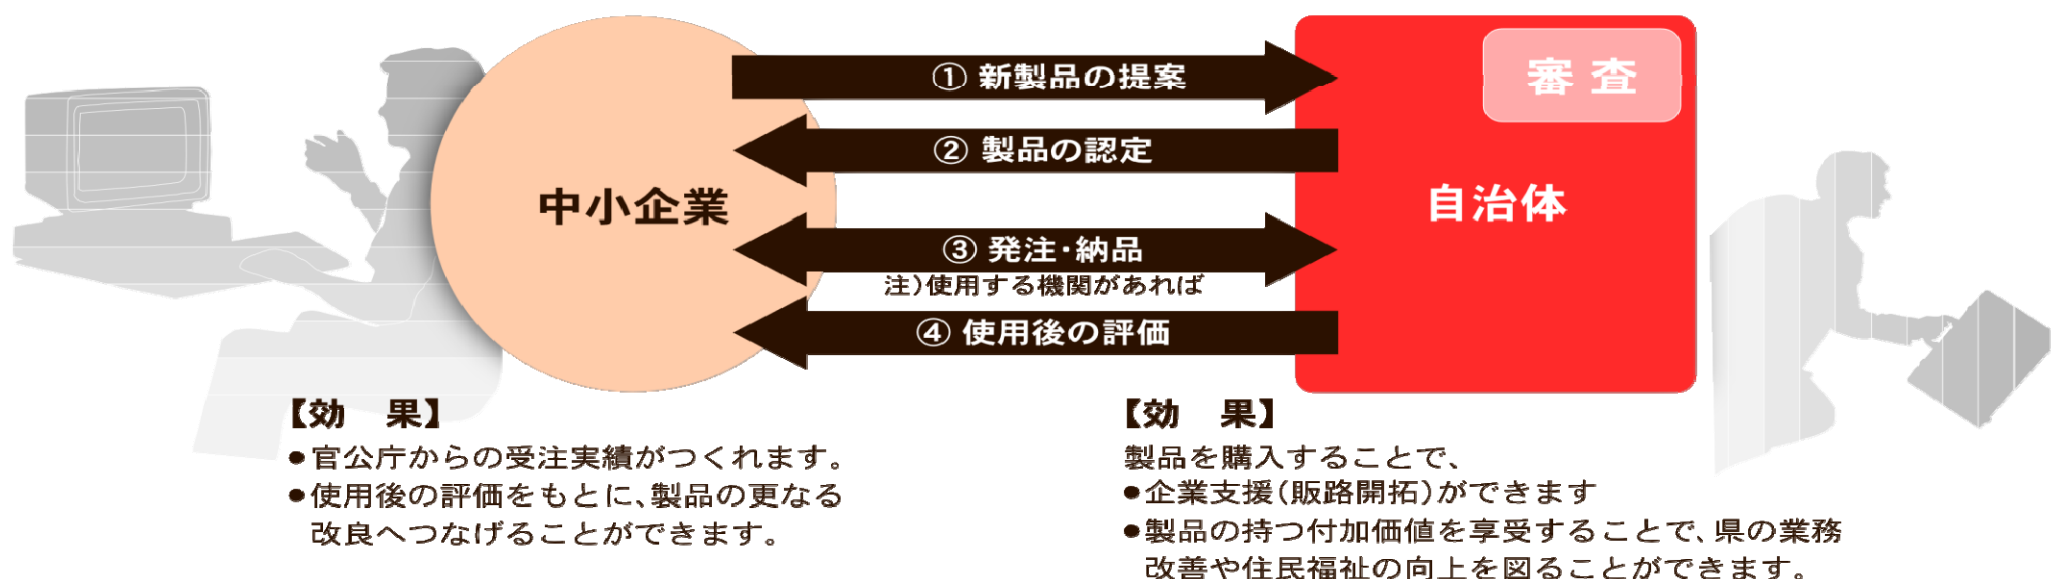 ① 新製品の提案
審 査
② 製品の認定
中小企業
自治体
③ 発注・納品
注)使用する機関があれば
④ 使用後の評価
【効　果】
●官公庁からの受注実績がつくれます。
●使用後の評価をもとに、製品の更なる
改良へつなげることができます。
【効　果】
製品を購入することで、
●企業支援(販路開拓)ができます
●製品の持つ付加価値を享受することで、県の業務
改善や住民福祉の向上を図ることができます。